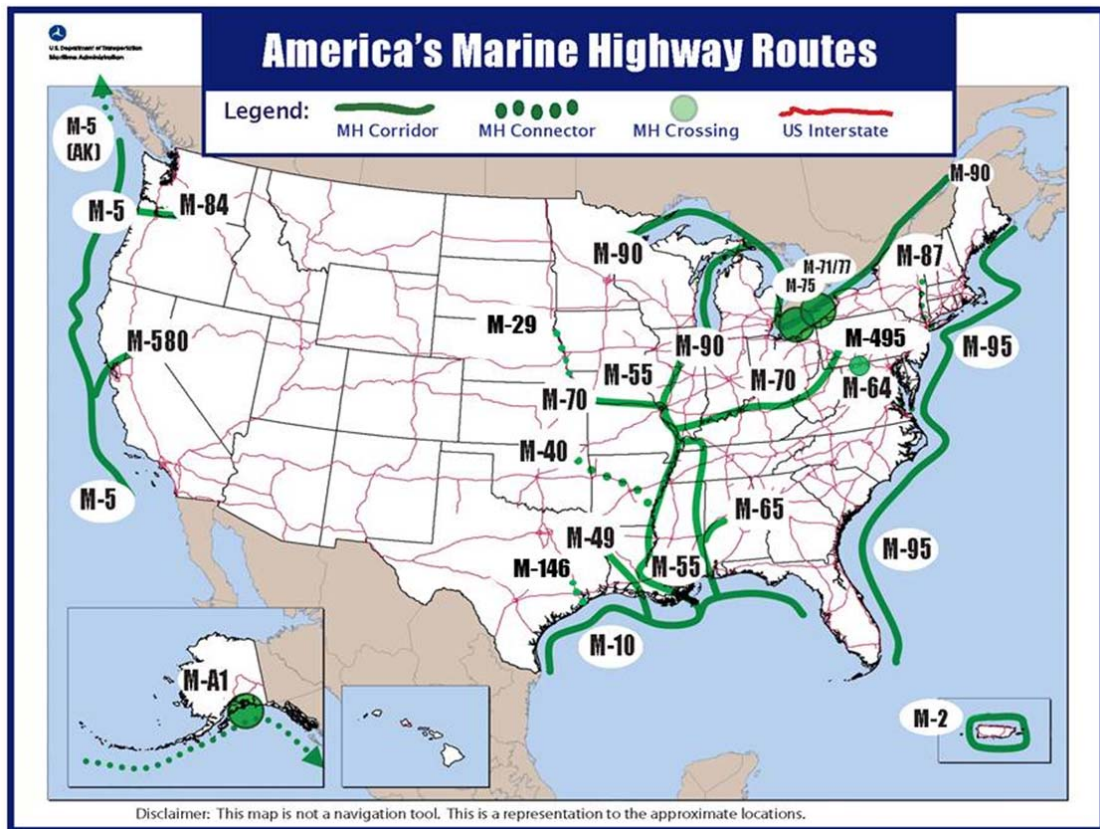 U.S. Department of Transportation
Maritime Administration
America's Marine Highway Routes
Legend:
MH Corridor
MH Connector
MH Crossing
US Interstate
M-5
(AK)
M-90
M-5
M-84
M-90
M-87
M-71/77
M-75
M-29
M-580
M-90
M-495
M-95
M-55
M-70
M-64
M-70
M-40
M-5
M-65
M-49
M-95
M-146
M-55
M-10
M-A1
M-2
Disclaimer: This map is not a navigation tool. This is a representation to the approximate locations.